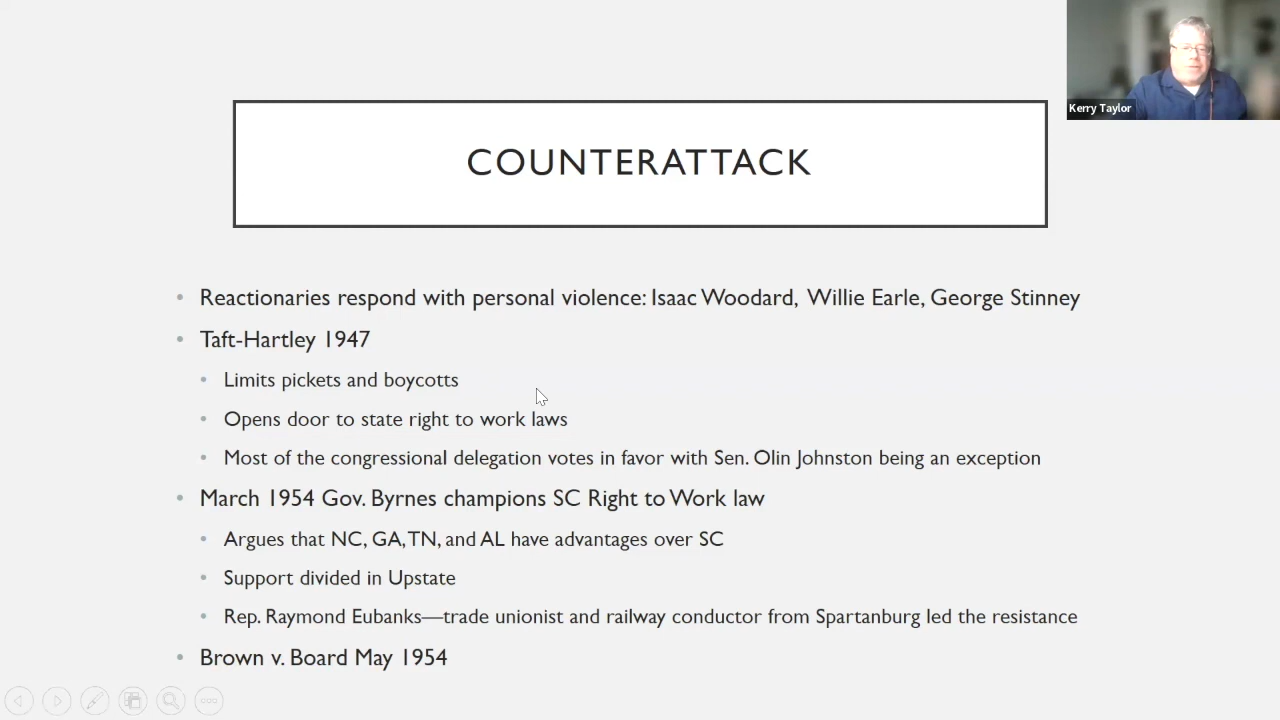 Kerry Taylor
COUNTERATTACK
• Reactionaries respond with personal violence: Isaac Woodard, Willie Earle, George Stinney
• Taft-Hartley 1947
• Limits pickets and boycotts
• Opens door to state right to work laws
• Most of the congressional delegation votes in favor with Sen. Olin Johnston being an exception
• March 1954 Gov. Byrnes champions SC Right to Work law
• Argues that NC, GA, TN, and AL have advantages over SC
• Support divided in Upstate
• Rep. Raymond Eubanks—trade unionist and railway conductor from Spartanburg led the resistance
• Brown v. Board May 1954